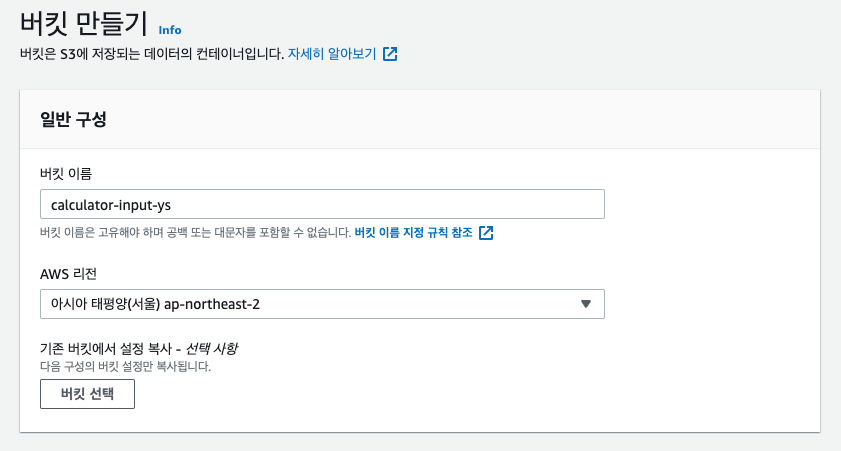 버킷 만들기 Info
버킷은 S3에 저장되는 데이터의 컨테이너입니다. 자세히 알아보기
일반 구성
버킷 이름
calculator-input-ys
버킷 이름은 고유해야 하며 공백 또는 대문자를 포함할 수 없습니다. 버킷 이름 지정 규칙 참조
AWS 리전
아시아 태평양(서울) ap-northeast-2
기존 버킷에서 설정 복사 - 선택 사항
다음 구성의 버킷 설정만 복사됩니다.
버킷 선택